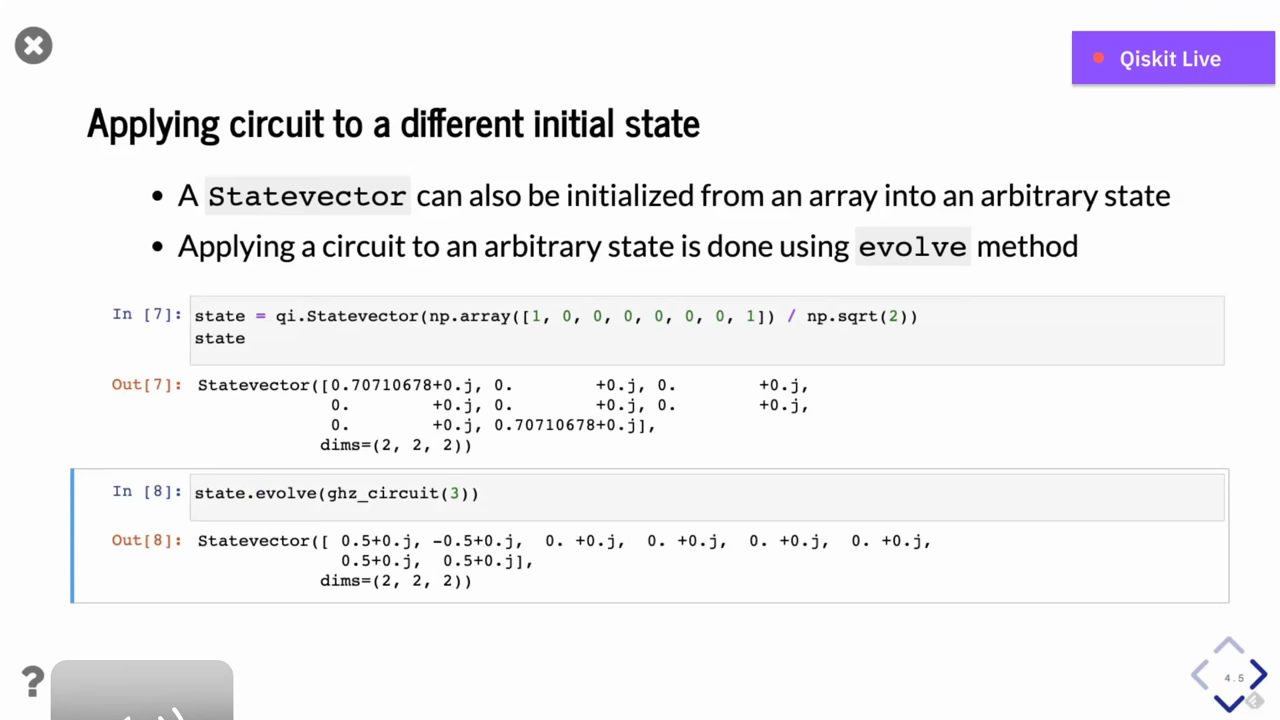 Qiskit Live
Applying circuit to a different initial state
• A Statevector can also be initialized from an array into an arbitrary state
• Applying a circuit to an arbitrary state is done using evolve method
In [7]: state = qi.Statevector(np.array([1, 0, 0, 0, 0, 0, 0, 1]) / np.sqrt(2))
state
Out[7]: Statevector([0.70710678+0.j, 0.        +0.j, 0.        +0.j,
0.        +0.j, 0.        +0.j, 0.        +0.j,
0.        +0.j, 0.70710678+0.j],
dims=(2, 2, 2))
In [8]: state.evolve(ghz_circuit(3))
Out[8]: Statevector([ 0.5+0.j, -0.5+0.j,  0. +0.j,  0. +0.j,  0. +0.j,  0. +0.j,
0.5+0.j,  0.5+0.j],
dims=(2, 2, 2))
?
4.5